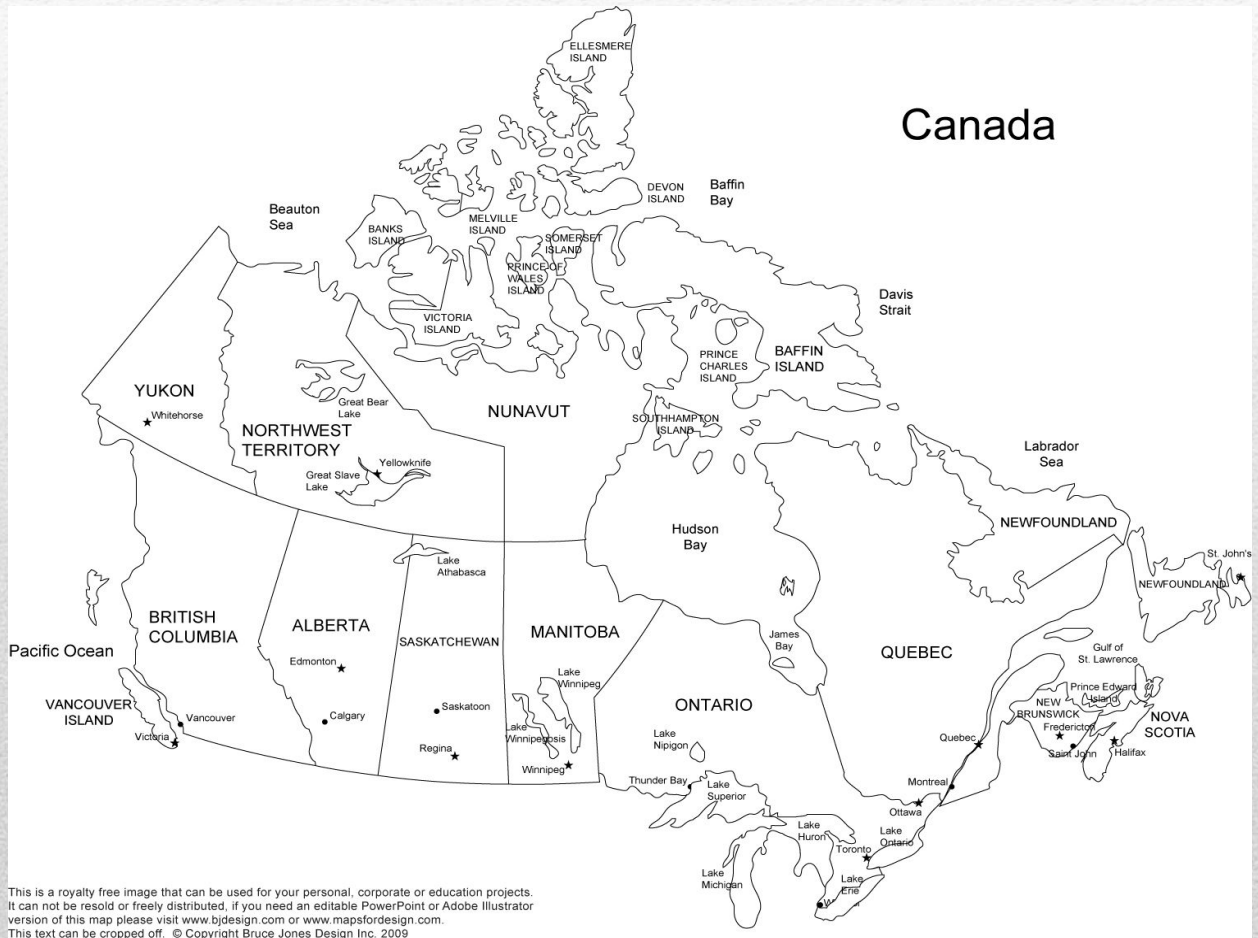 ELLESMERE
ISLAND
Canada
DEVON
ISLAND
Baffin
Bay
Beauton
Sea
BANKS
ISLAND
MELVILLE
ISLAND
SOMERSET
ISLAND
PRINCE OF
WALES
ISLAND
Davis
Strait
VICTORIA
ISLAND
PRINCE
CHARLES
ISLAND
BAFFIN
ISLAND
YUKON
Whitehorse
Great Bear
Lake
NUNAVUT
SOUTHHAMPTON
ISLAND
NORTHWEST
TERRITORY
Yellowknife
Great Slave
Lake
Labrador
Sea
Hudson
Bay
NEWFOUNDLAND
St. John's
NEWFOUNDLAND
Lake
Athabasca
BRITISH
COLUMBIA
ALBERTA
SASKATCHEWAN
MANITOBA
James
Bay
QUEBEC
Gulf of
St. Lawrence
Pacific Ocean
Edmonton
Lake
Winnipeg
Prince Edward
Island
VANCOUVER
ISLAND
Vancouver
Victoria
Calgary
Saskatoon
Regina
Lake
Winnipegosis
Winnipeg
ONTARIO
Lake
Nipigon
Quebec
NEW
BRUNSWICK
Fredericton
Saint John
NOVA
SCOTIA
Halifax
Thunder Bay
Lake
Superior
Montreal
Ottawa
Lake
Huron
Lake
Ontario
Toronto
Lake
Michigan
Lake
Erie
This is a royalty free image that can be used for your personal, corporate or education projects.
It can not be resold or freely distributed, if you need an editable PowerPoint or Adobe Illustrator
version of this map please visit www.bjdesign.com or www.mapsfordesign.com.
This text can be cropped off. © Copyright Bruce Jones Design Inc. 2009